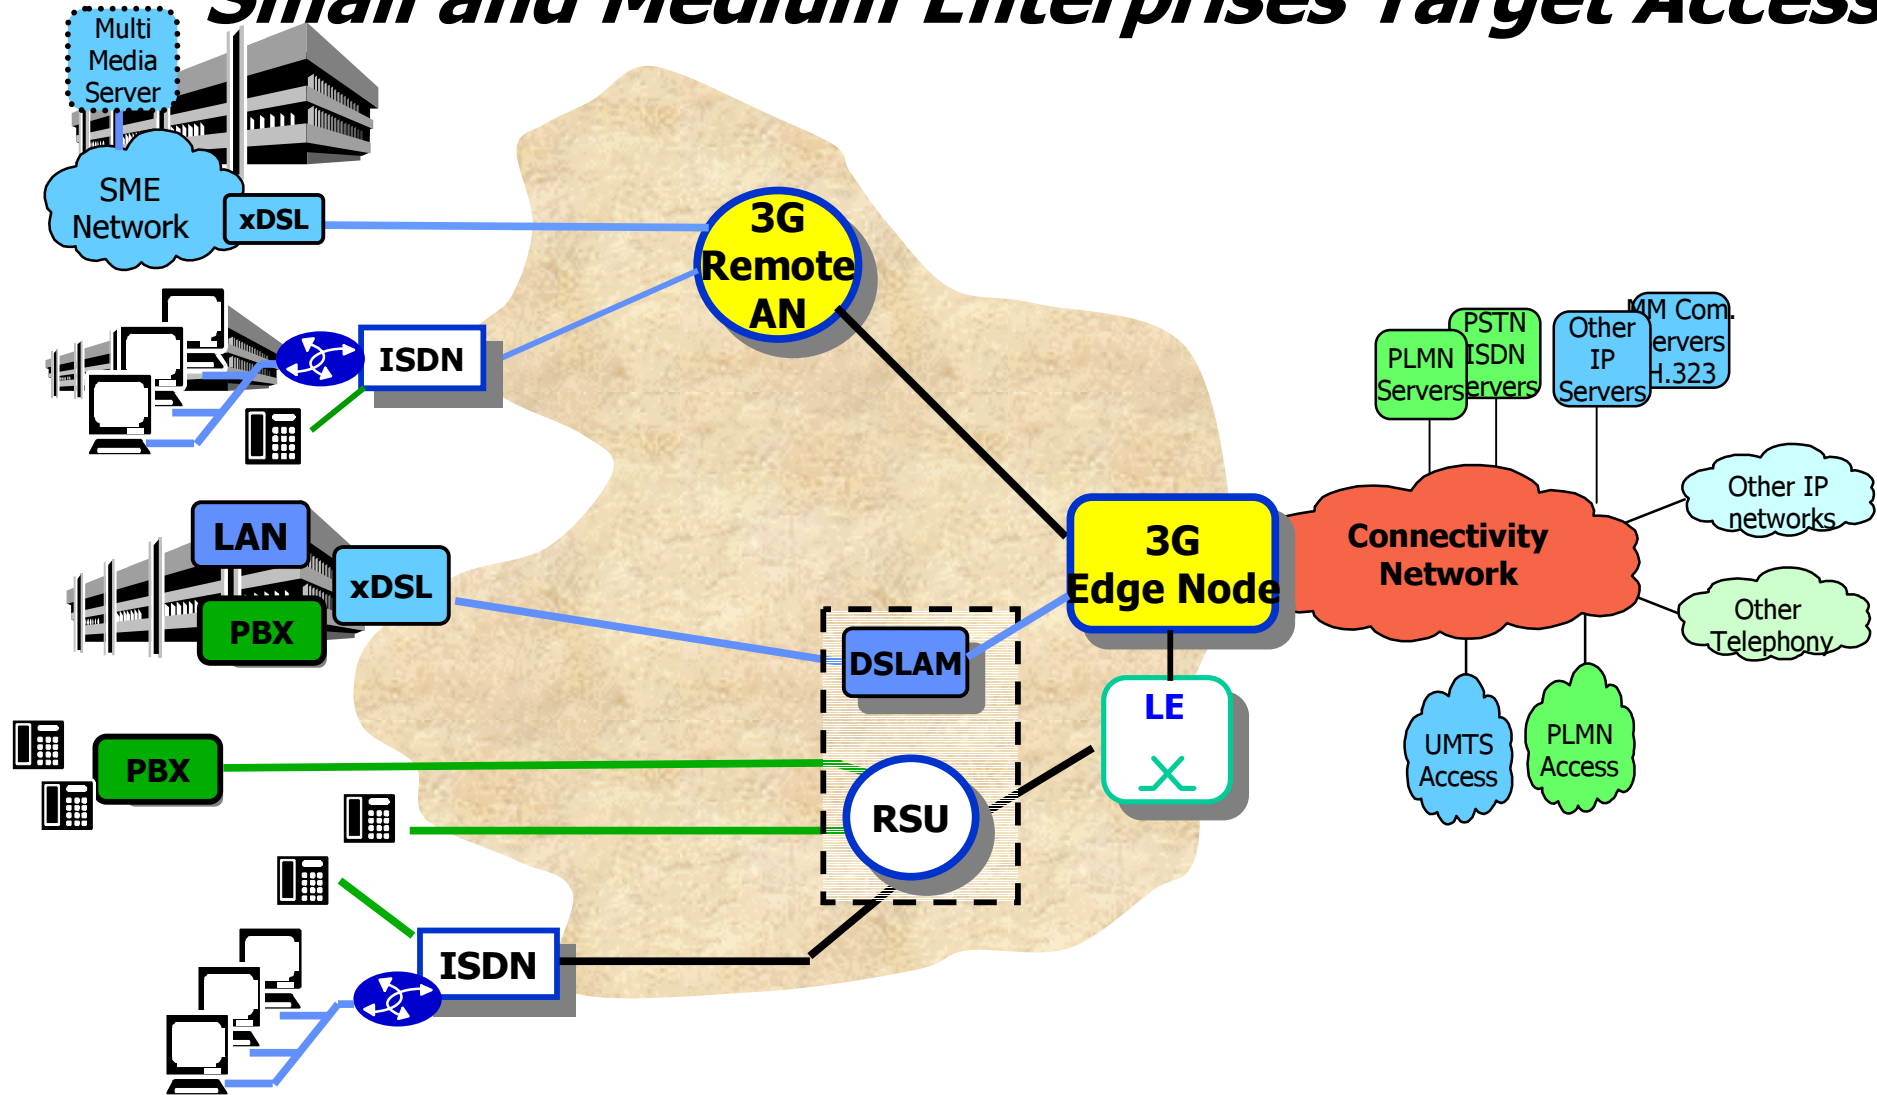 Small and Medium Enterprises Target Access
Multi
Media
Server
SME
Network
xDSL
3G
Remote
AN
ISDN
PLMN
Servers
PSTN
ISDN
ervers
Other
IP
Servers
MM Com.
ervers
H.323
LAN
xDSL
PBX
3G
Edge Node
Connectivity
Network
Other IP
networks
Other
Telephony
DSLAM
LE
UMTS
Access
PLMN
Access
PBX
RSU
ISDN